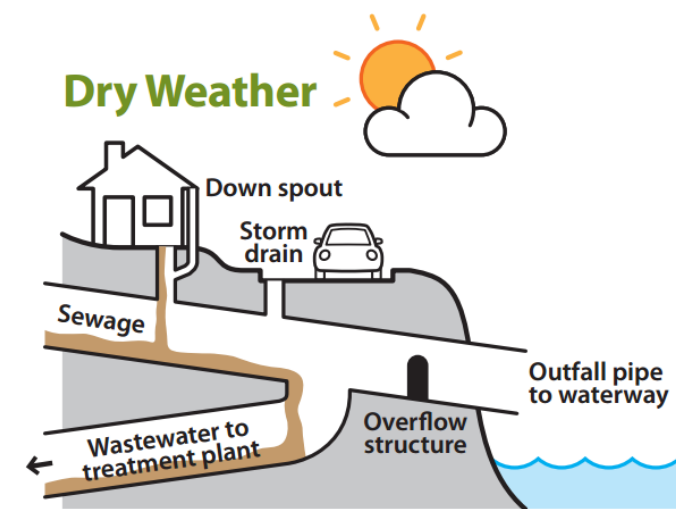 Dry Weather
Down spout
Storm
drain
Sewage
Outfall pipe
to waterway
Overflow
structure
Wastewater to
treatment plant